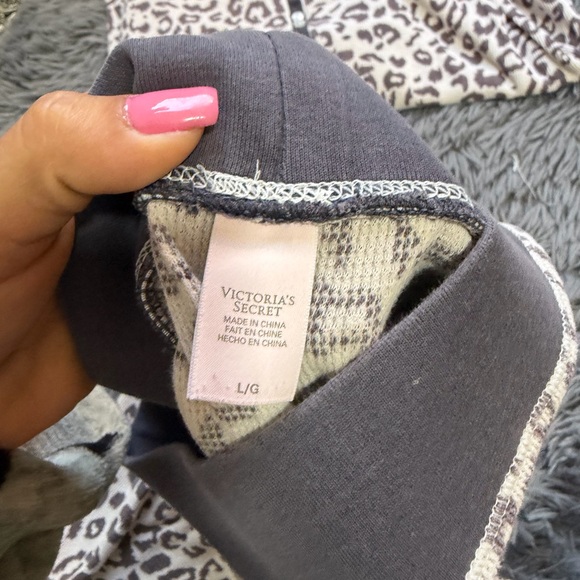 VICTORIA'S
SECRET
MADE IN CHINA
FAIT EN CHINE
HECHO EN CHINA
L/G